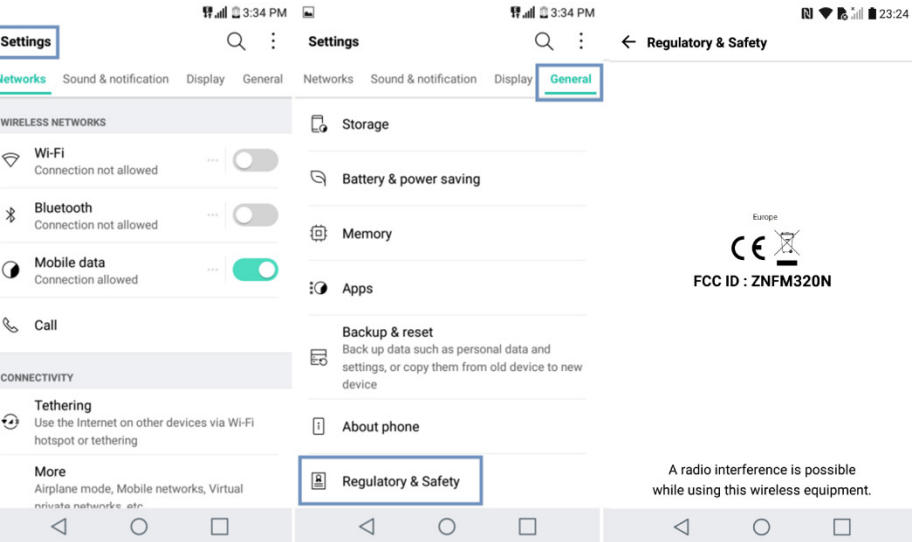 3:34 PM
Settings
Networks Sound & notification Display General
WIRELESS NETWORKS
Wi-Fi
Connection not allowed
Bluetooth
Connection not allowed
Mobile data
Connection allowed
Call
CONNECTIVITY
Tethering
Use the Internet on other devices via Wi-Fi
hotspot or tethering
More
Airplane mode, Mobile networks, Virtual
private networks, etc.
3:34 PM
Settings
Networks Sound & notification Display General
Storage
Battery & power saving
Memory
Apps
Backup & reset
Back up data such as personal data and
settings, or copy them from old device to new
device
About phone
Regulatory & Safety
23:24
Regulatory & Safety
Europe
CE
FCC ID : ZNFM320N
A radio interference is possible
while using this wireless equipment.